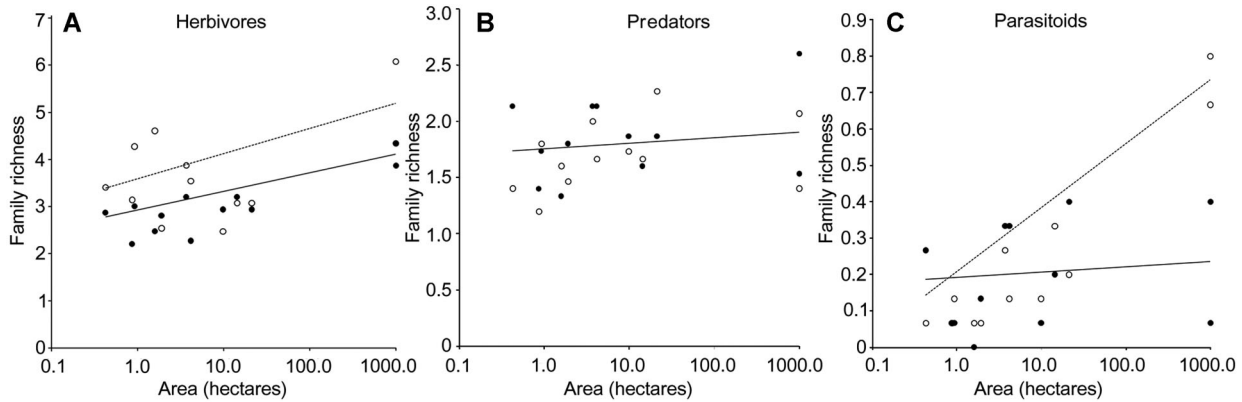 A Herbivores
Family richness
7
6
5
4
3
2
1
0
0.1 1.0 10.0 100.0 1000.0
Area (hectares)
B Predators
Family richness
3.0
2.5
2.0
1.5
1.0
0.5
0
0.1 1.0 10.0 100.0 1000.0
Area (hectares)
C Parasitoids
Family richness
0.9
0.8
0.7
0.6
0.5
0.4
0.3
0.2
0.1
0
0.1 1.0 10.0 100.0 1000.0
Area (hectares)